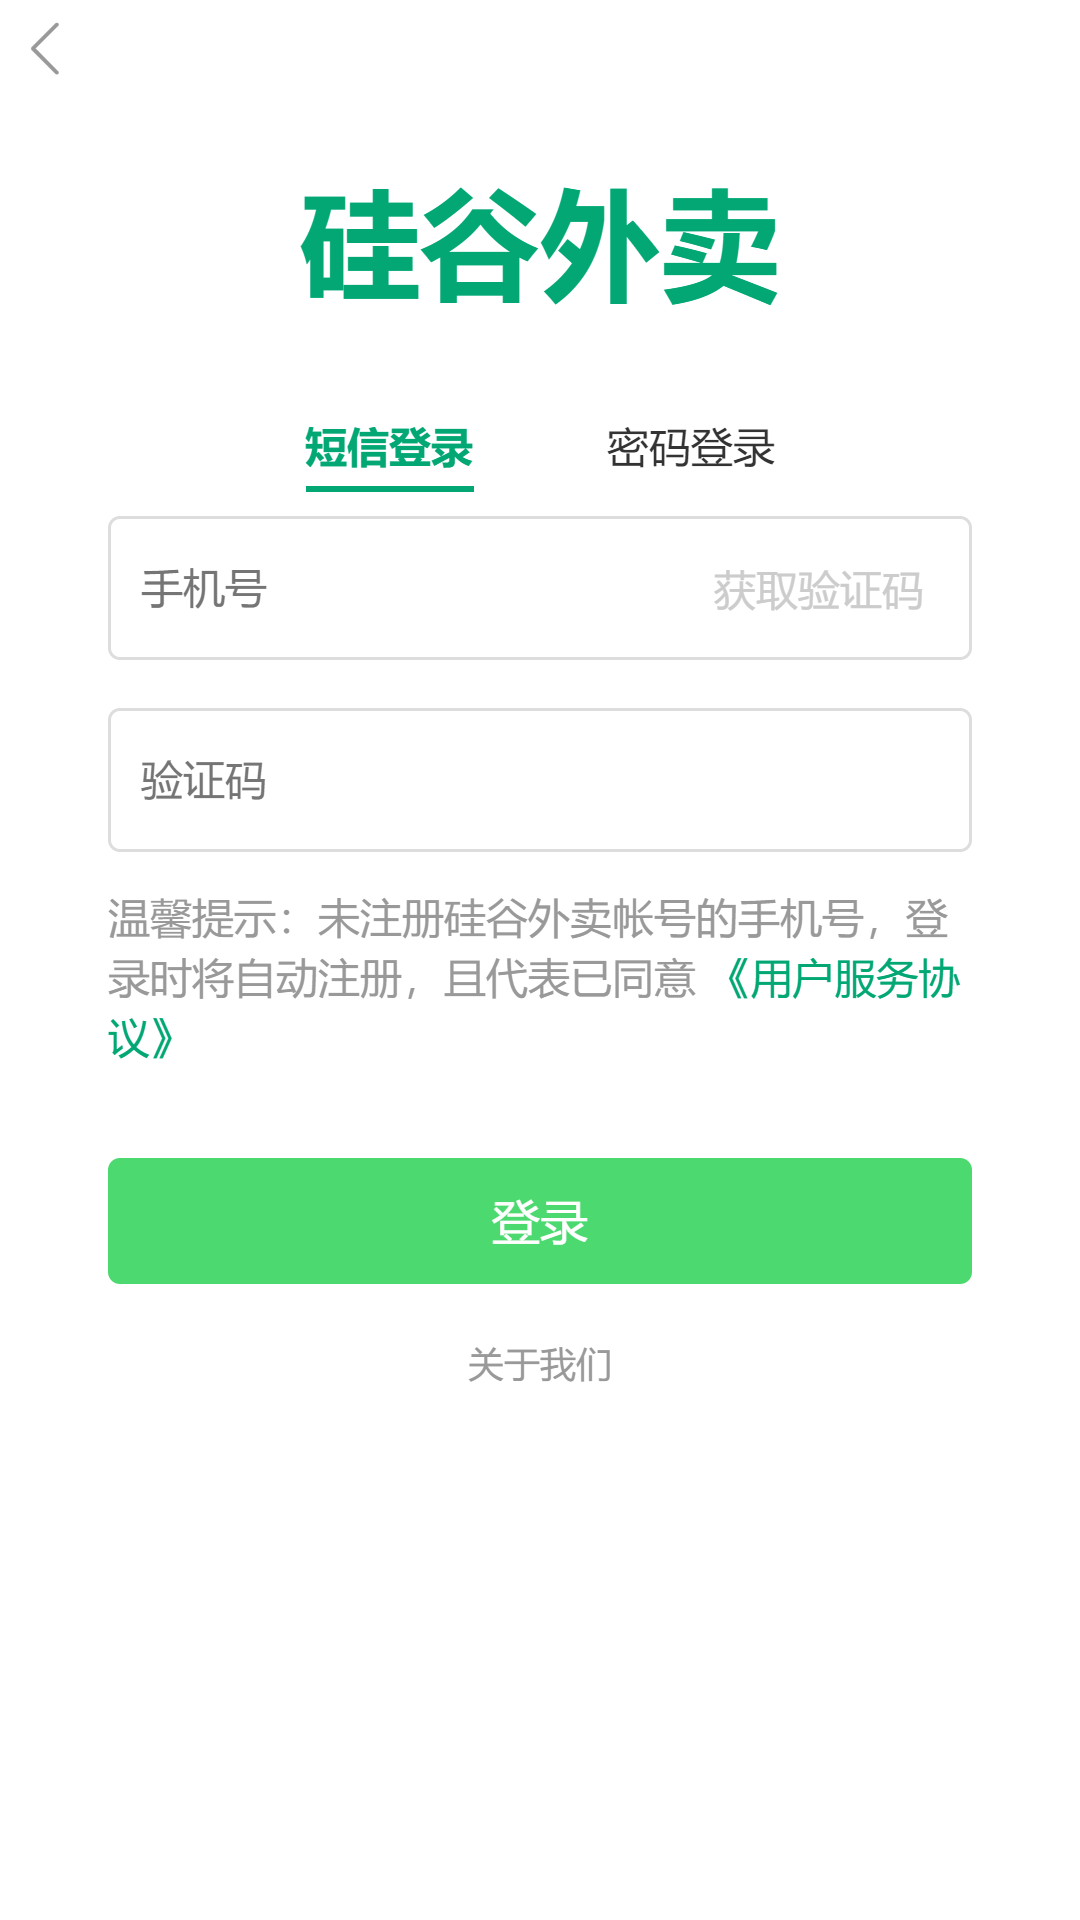 硅谷外卖
短信登录 密码登录
手机号 获取验证码
验证码
温馨提示：未注册硅谷外卖帐号的手机号，登
录时将自动注册，且代表已同意《用户服务协
议》
登录
关于我们